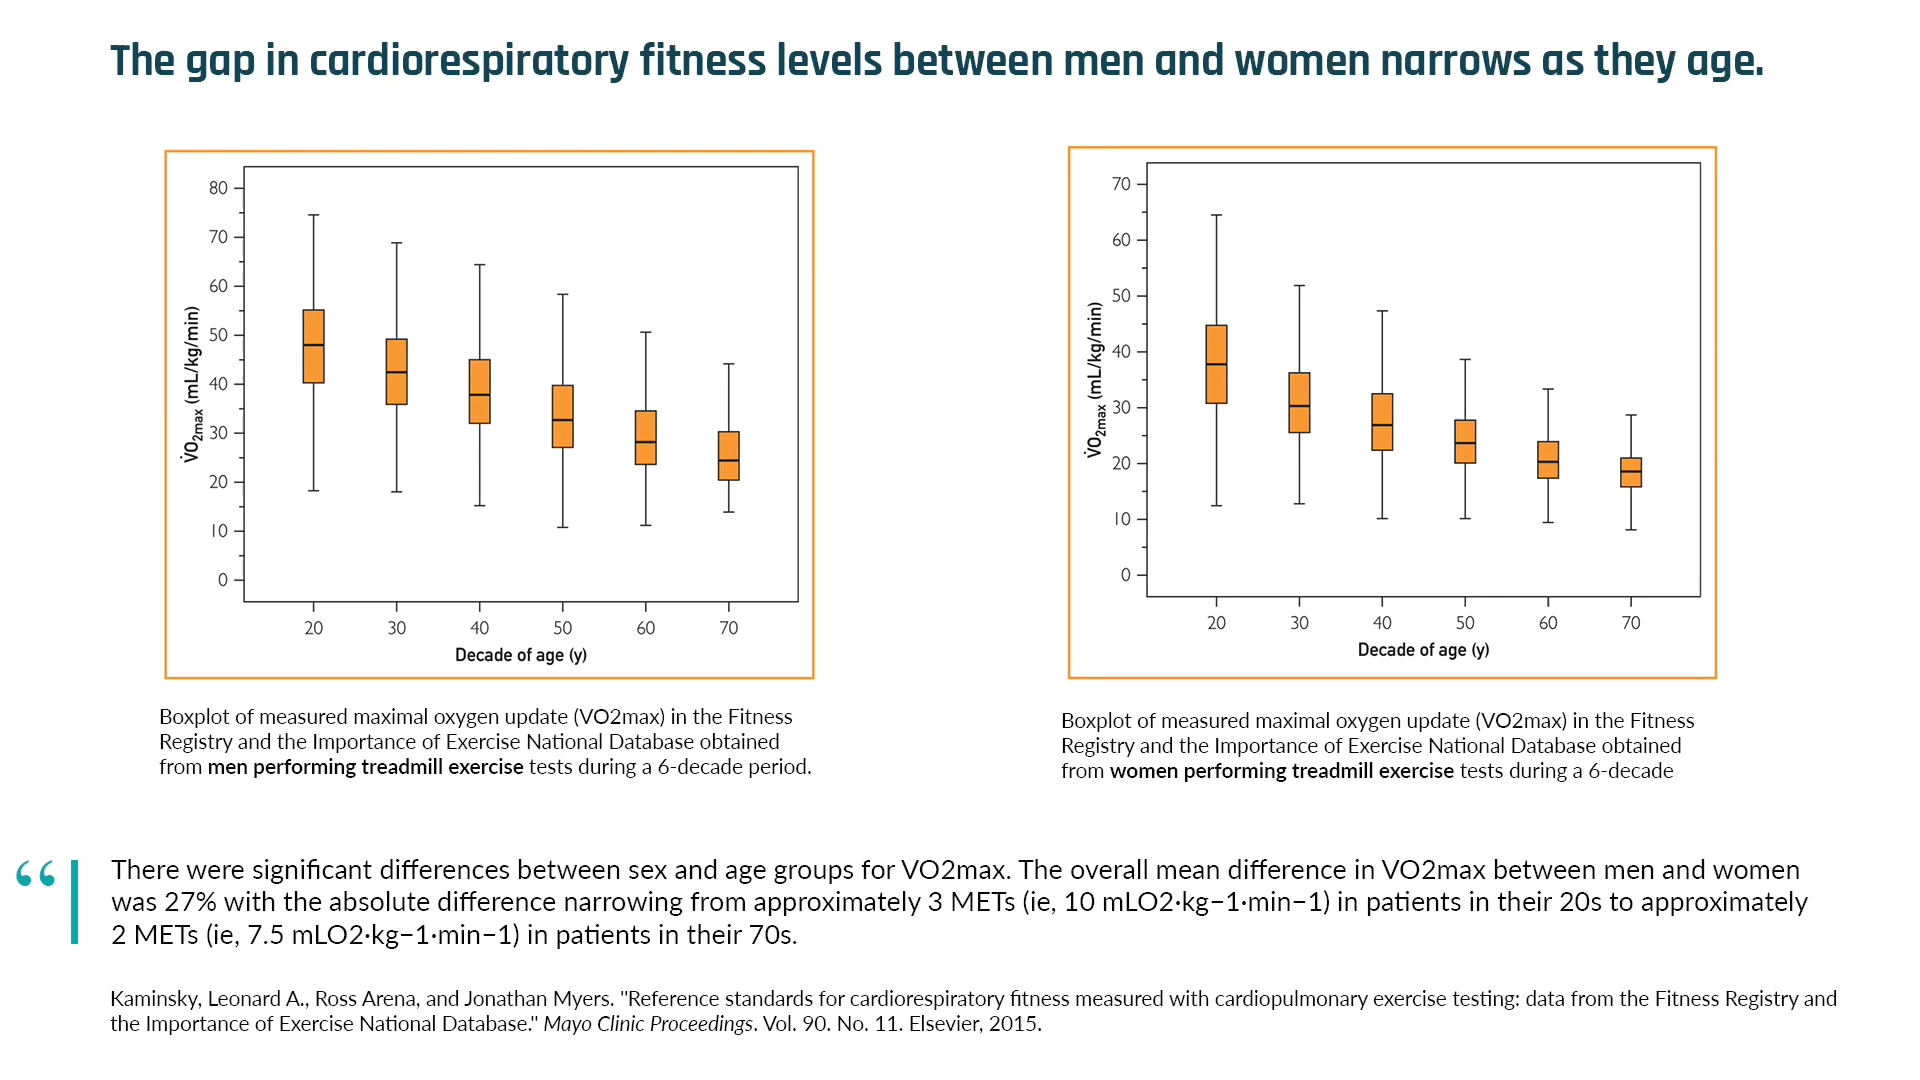 The gap in cardiorespiratory fitness levels between men and women narrows as they age.
80
70
60
50
40
30
20
10
0
V̇O2max (mL/kg/min)
20 30 40 50 60 70
Decade of age (y)
Boxplot of measured maximal oxygen update (VO2max) in the Fitness
Registry and the Importance of Exercise National Database obtained
from men performing treadmill exercise tests during a 6-decade period.
70
60
50
40
30
20
10
0
V̇O2max (mL/kg/min)
20 30 40 50 60 70
Decade of age (y)
Boxplot of measured maximal oxygen update (VO2max) in the Fitness
Registry and the Importance of Exercise National Database obtained
from women performing treadmill exercise tests during a 6-decade
“
There were significant differences between sex and age groups for VO2max. The overall mean difference in VO2max between men and women
was 27% with the absolute difference narrowing from approximately 3 METs (ie, 10 mLO2·kg−1·min−1) in patients in their 20s to approximately
2 METs (ie, 7.5 mLO2·kg−1·min−1) in patients in their 70s.
Kaminsky, Leonard A., Ross Arena, and Jonathan Myers. "Reference standards for cardiorespiratory fitness measured with cardiopulmonary exercise testing: data from the Fitness Registry and
the Importance of Exercise National Database." Mayo Clinic Proceedings. Vol. 90. No. 11. Elsevier, 2015.